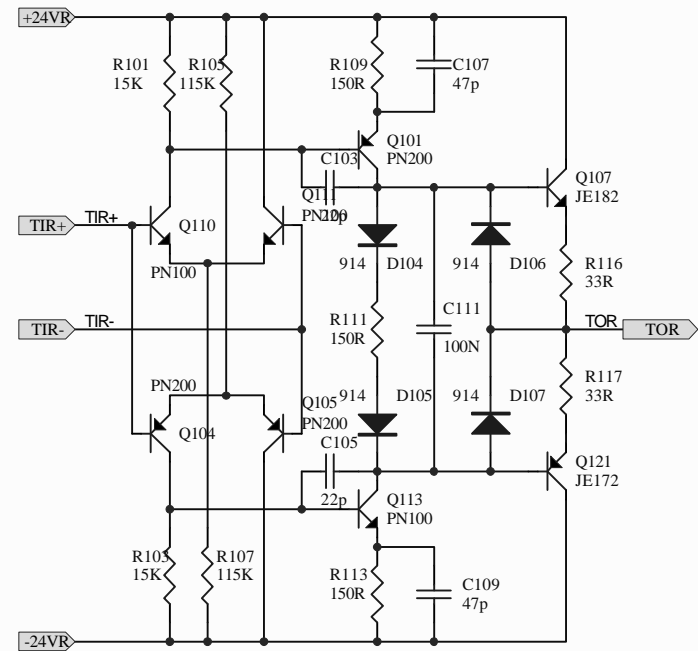 +24VR
R101
15K
R105
115K
R109
150R
C107
47p
Q101
PN200
C103
22p
Q111
PN200
Q107
JE182
TIR+
TIR+
Q110
PN100
914
D104
914
D106
R116
33R
R111
150R
C111
100N
TIR-
TIR-
TOR
TOR
PN200
Q104
Q105
PN200
914
D105
914
D107
R117
33R
C105
22p
Q113
PN100
Q121
JE172
R103
15K
R107
115K
R113
150R
C109
47p
-24VR